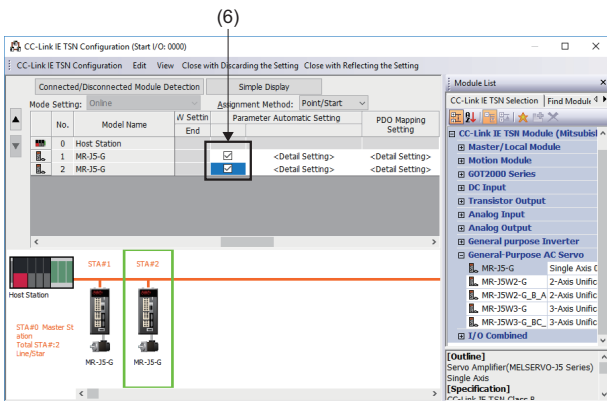 (6)
CC-Link IE TSN Configuration (Start I/O: 0000)
CC-Link IE TSN Configuration Edit View Close with Discarding the Setting Close with Reflecting the Setting
Connected/Disconnected Module Detection Simple Display
Mode Setting: Online Assignment Method: Point/Start
No. Model Name W Settin Parameter Automatic Setting PDO Mapping
Setting
End
0 Host Station
1 MR-J5-G <Detail Setting> <Detail Setting>
2 MR-J5-G <Detail Setting> <Detail Setting>
STA#1 STA#2
Host Station
STA#0 Master St
ation
Total STA#:2
Line/Star
MR-J5-G MR-J5-G
Module List
CC-Link IE TSN Selection Find Module
CC-Link IE TSN Module (Mitsubish
Master/Local Module
Motion Module
GOT2000 Series
DC Input
Transistor Output
Analog Input
Analog Output
General purpose Inverter
General-Purpose AC Servo
MR-J5-G Single Axis
MR-J5W2-G 2-Axis Unific
MR-J5W2-G_B_A 2-Axis Unific
MR-J5W3-G 3-Axis Unific
MR-J5W3-G_BC_ 3-Axis Unific
I/O Combined
[Outline]
Servo Amplifier(MELSERVO-J5 Series)
Single Axis
[Specification]
CC-Link IE TSN Class B